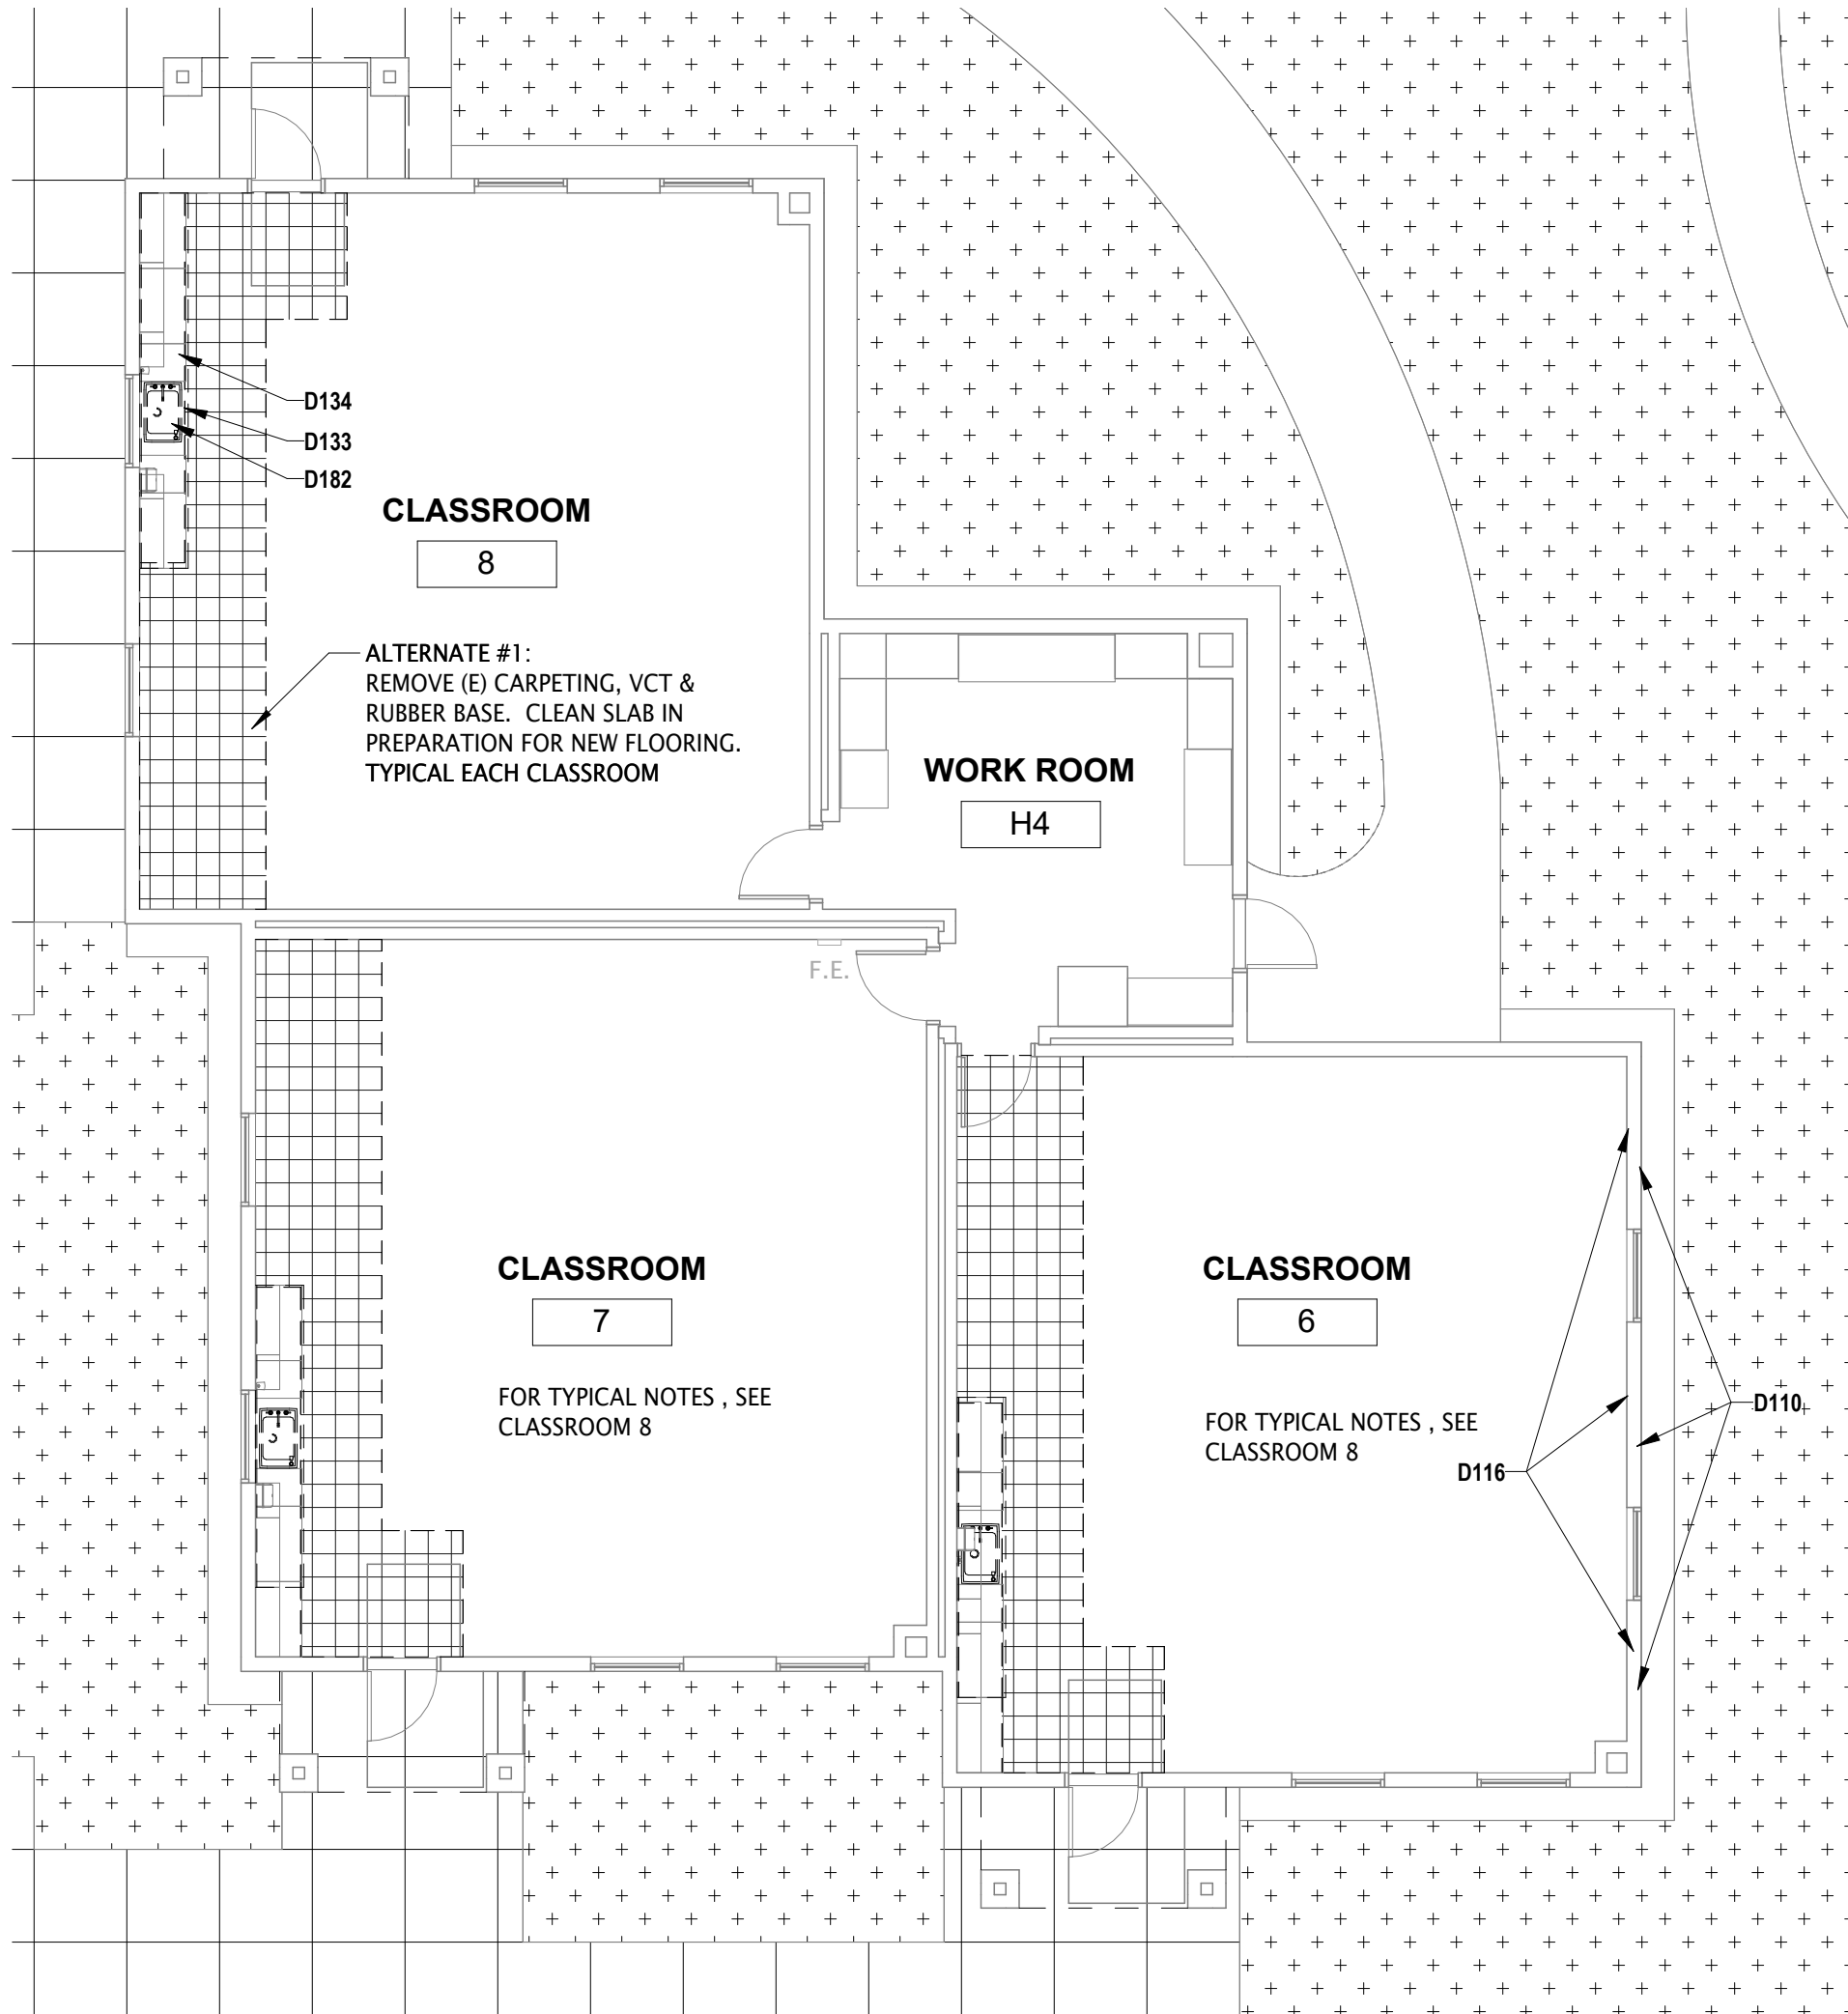 D134
D133
D182
CLASSROOM
8
ALTERNATE #1:
REMOVE (E) CARPETING, VCT &
RUBBER BASE.  CLEAN SLAB IN
PREPARATION FOR NEW FLOORING.
TYPICAL EACH CLASSROOM
WORK ROOM
H4
F.E.
CLASSROOM
7
FOR TYPICAL NOTES , SEE
CLASSROOM 8
CLASSROOM
6
FOR TYPICAL NOTES , SEE
CLASSROOM 8
D116
D110